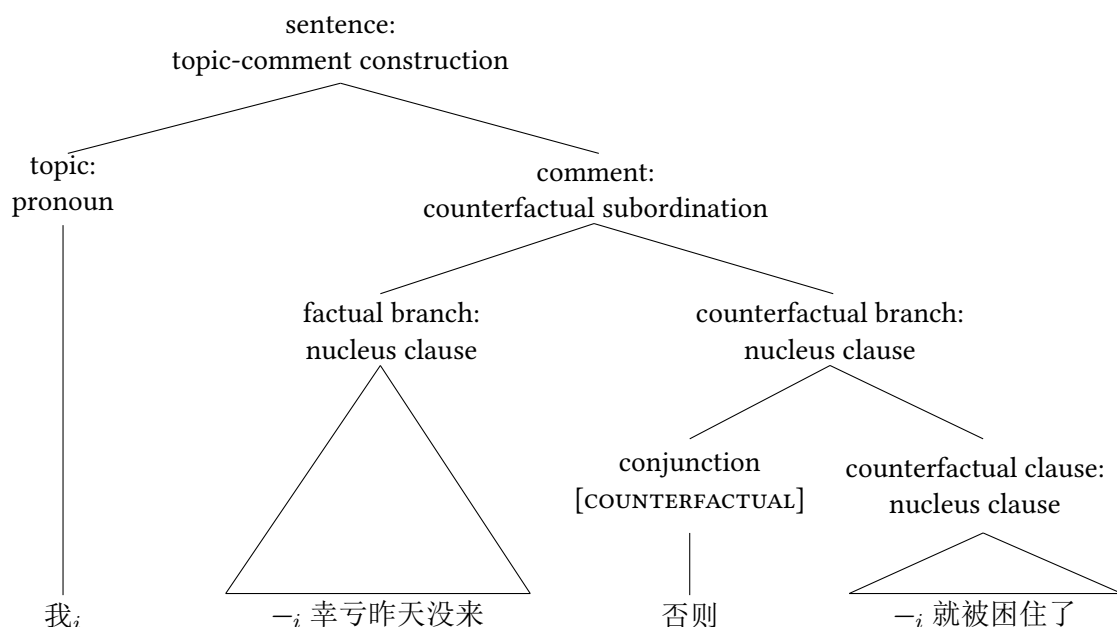 sentence:
topic-comment construction
topic:
pronoun
comment:
counterfactual subordination
factual branch:
nucleus clause
counterfactual branch:
nucleus clause
conjunction
[COUNTERFACTUAL]
counterfactual clause:
nucleus clause
我i
–i 幸亏昨天没来
否则
–i 就被困住了